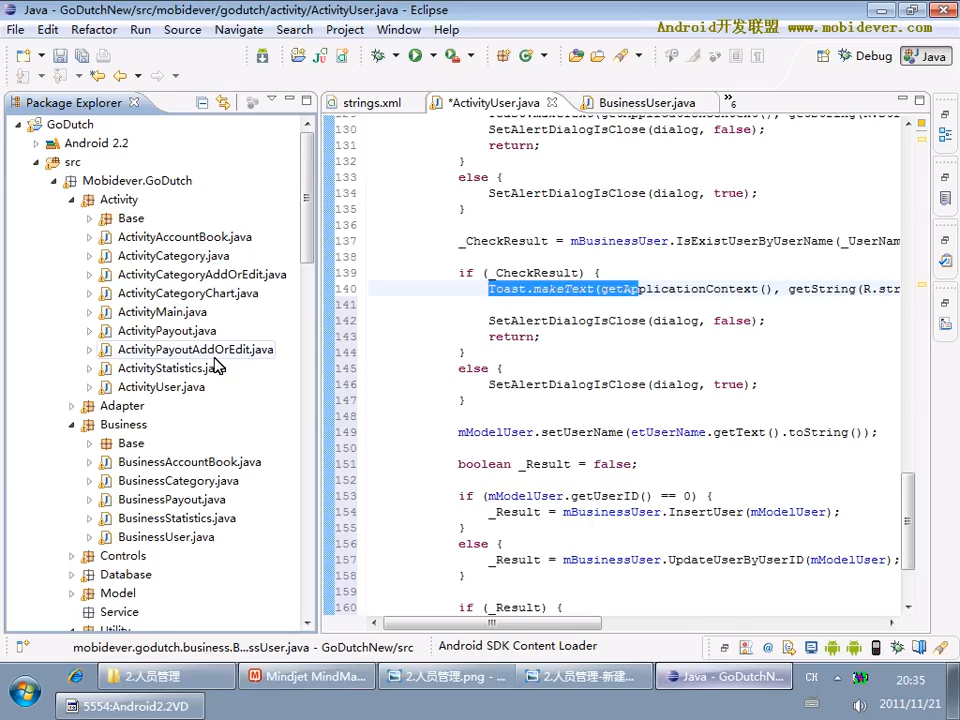 Java - GoDutchNew/src/mobidever/godutch/activity/ActivityUser.java - Eclipse
File Edit Refactor Run Source Navigate Search Project Window Help
Android开发联盟 www.mobidever.com
Debug Java
Package Explorer
strings.xml *ActivityUser.java BusinessUser.java »6
GoDutch
Android 2.2
src
Mobidever.GoDutch
Activity
Base
ActivityAccountBook.java
ActivityCategory.java
ActivityCategoryAddOrEdit.java
ActivityCategoryChart.java
ActivityMain.java
ActivityPayout.java
ActivityPayoutAddOrEdit.java
ActivityStatistics.java
ActivityUser.java
Adapter
Business
Base
BusinessAccountBook.java
BusinessCategory.java
BusinessPayout.java
BusinessStatistics.java
BusinessUser.java
Controls
Database
Model
Service
Utility
130 SetAlertDialogIsClose(dialog, false);
131 return;
132 }
133 else {
134 SetAlertDialogIsClose(dialog, true);
135 }
136
137 _CheckResult = mBusinessUser.IsExistUserByUserName(_UserNam
138
139 if (_CheckResult) {
140 Toast.makeText(getApplicationContext(), getString(R.str
141
142 SetAlertDialogIsClose(dialog, false);
143 return;
144 }
145 else {
146 SetAlertDialogIsClose(dialog, true);
147 }
148
149 mModelUser.setUserName(etUserName.getText().toString());
150
151 boolean _Result = false;
152
153 if (mModelUser.getUserID() == 0) {
154 _Result = mBusinessUser.InsertUser(mModelUser);
155 }
156 else {
157 _Result = mBusinessUser.UpdateUserByUserID(mModelUser);
158 }
159
160 if (_Result) {
mobidever.godutch.business.B...ssUser.java - GoDutchNew/src
Android SDK Content Loader
2.人员管理
Mindjet MindMa...
2.人员管理.png - ...
2.人员管理-新建...
Java - GoDutchN...
CH
20:35
5554:Android2.2VD
2011/11/21